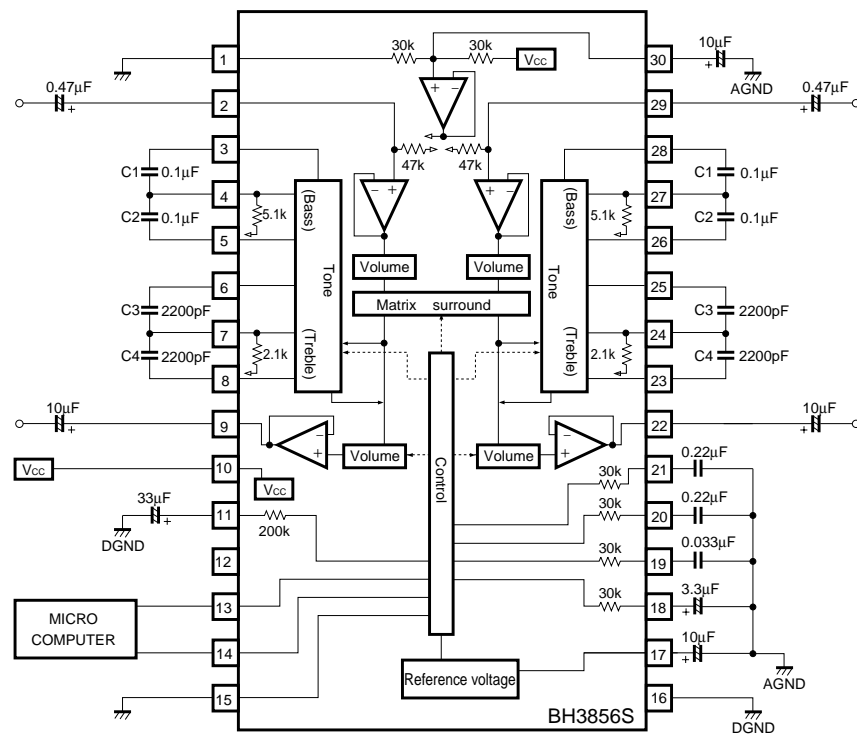 30k 30k
Vcc
1
30
10μF
+
AGND
0.47μF
+
2
+ −
29
0.47μF
+
3
47k 47k
28
C1 0.1μF
4
5.1k
(Bass)
− +
− +
(Bass)
5.1k
27
C1 0.1μF
C2 0.1μF
5
26
C2 0.1μF
Tone
Volume
Volume
Tone
6
25
Matrix surround
C3 2200pF
7
2.1k
(Treble)
(Treble)
2.1k
24
C3 2200pF
C4 2200pF
8
23
C4 2200pF
10μF
+
9
− +
Volume
Control
Volume
− +
22
10μF
+
Vcc
10
Vcc
30k
21
0.22μF
33μF
+
DGND
11
200k
30k
20
0.22μF
12
30k
19
0.033μF
MICRO
COMPUTER
13
30k
18
3.3μF
+
14
Reference voltage
17
10μF
+
AGND
15
16
DGND
BH3856S